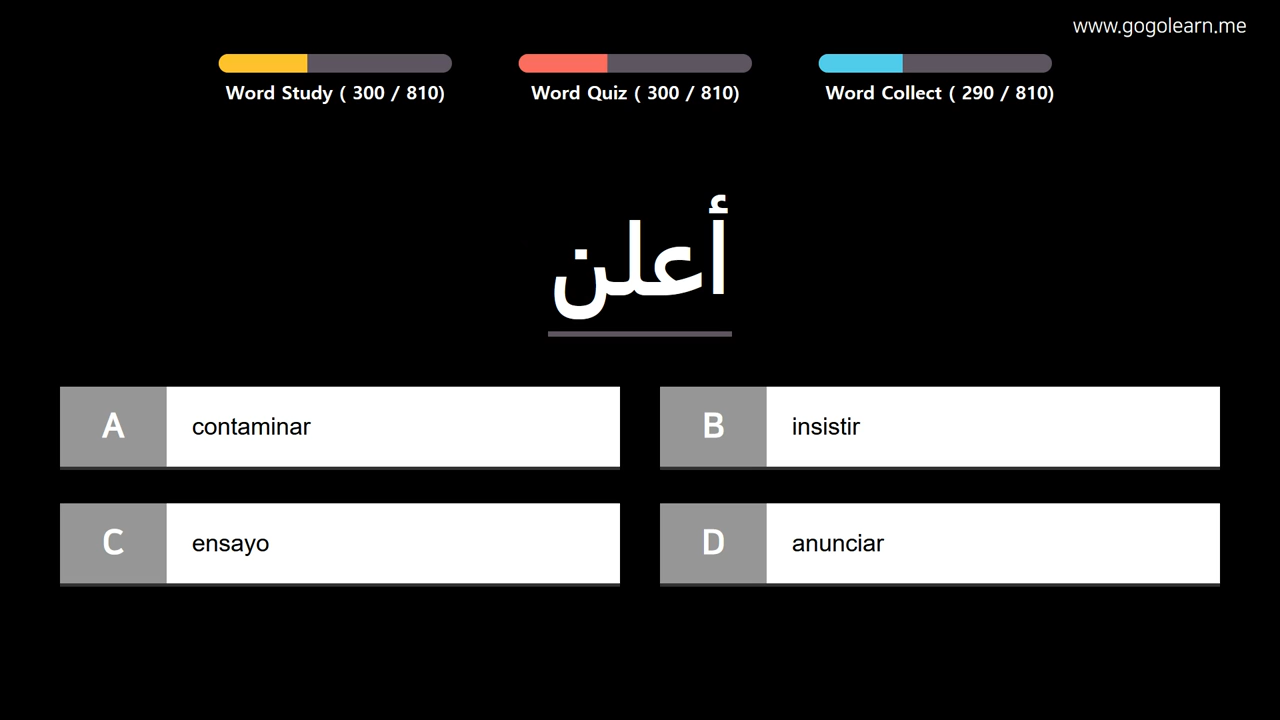 www.gogolearn.me
Word Study ( 300 / 810)
Word Quiz ( 300 / 810)
Word Collect ( 290 / 810)
أعلن
A contaminar
B insistir
C ensayo
D anunciar